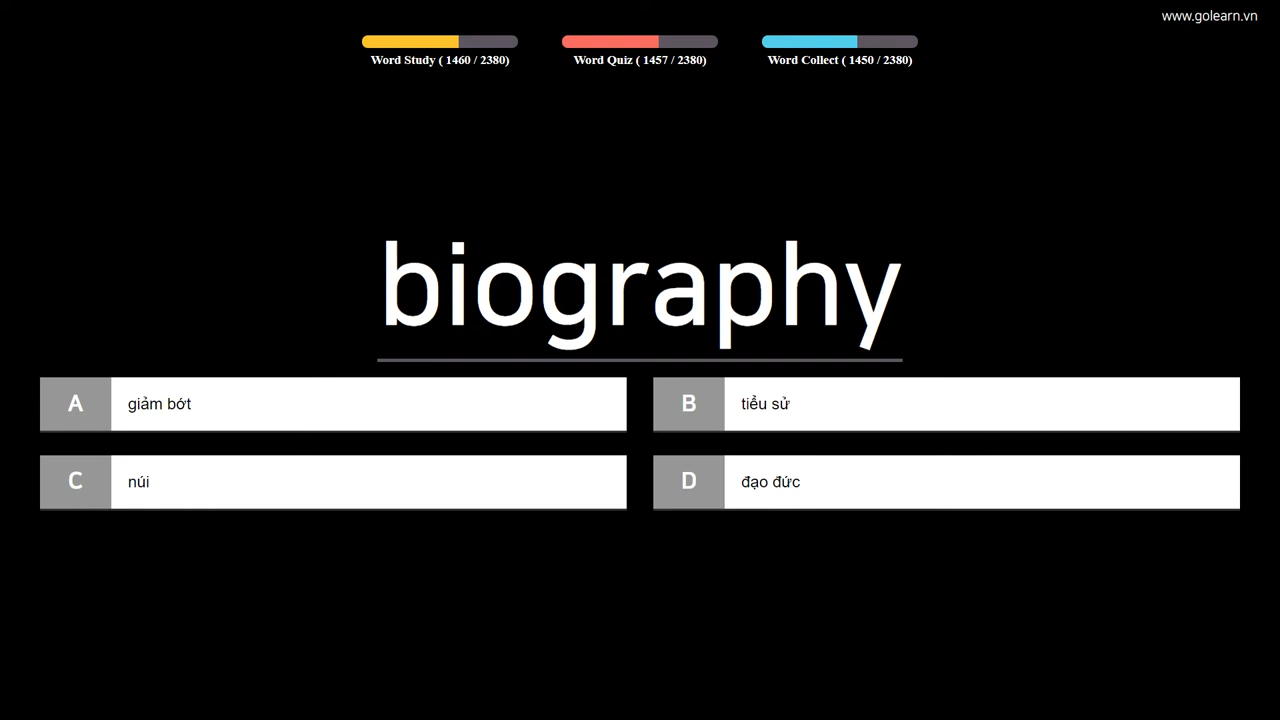 www.golearn.vn
Word Study ( 1460 / 2380)
Word Quiz ( 1457 / 2380)
Word Collect ( 1450 / 2380)
biography
A giảm bớt
B tiểu sử
C núi
D đạo đức